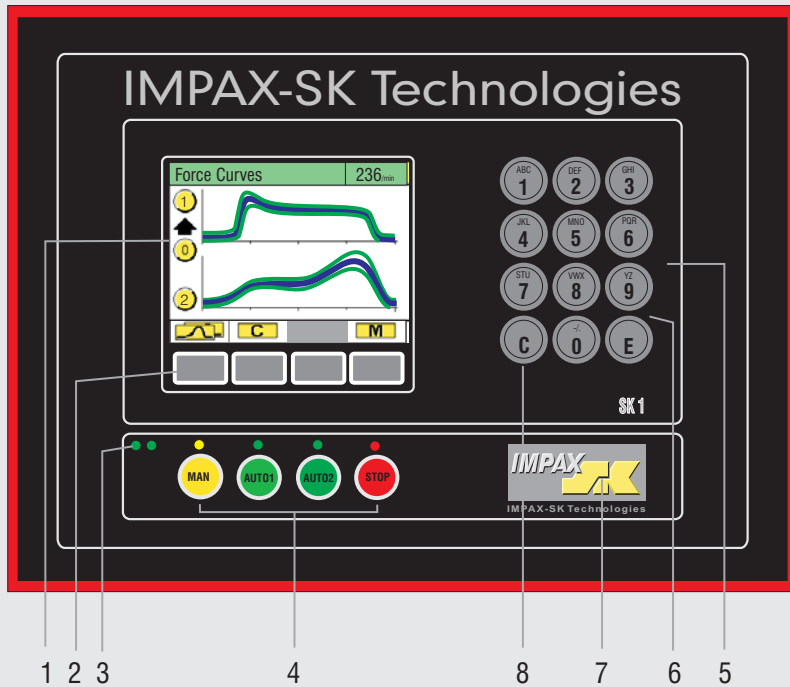 IMPAX-SK Technologies
Force Curves 236/min
1
0
2
C M
ABC DEF GHI
1 2 3
JKL MNO PQR
4 5 6
STU VWX YZ
7 8 9
-/.
C 0 E
SK 1
MAN AUTO1 AUTO2 STOP
IMPAX SK
IMPAX-SK Technologies
1 2 3 4 8 7 6 5